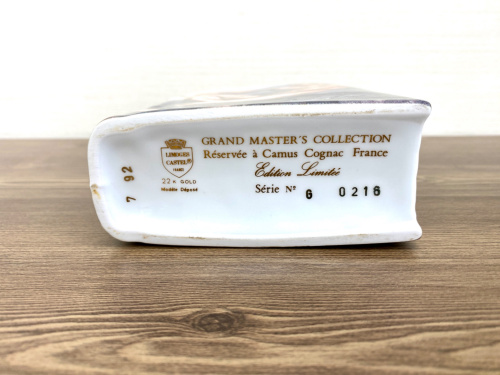 GRAND MASTER'S COLLECTION
Réservée à Camus Cognac France
Edition Limitée
Série Nº G 0216
LIMOGES
CASTEL®
22 K GOLD
Modèle Déposé
7 92